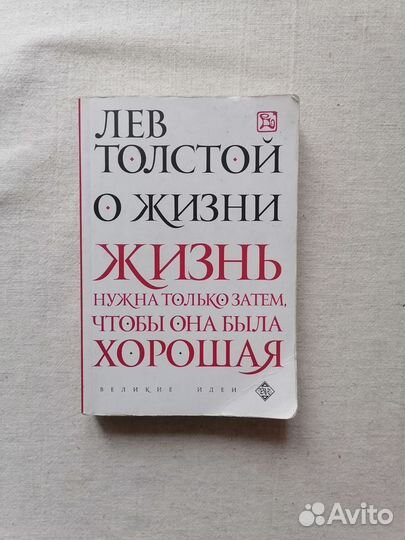 ЛЕВ
ТОЛСТОЙ
О ЖИЗНИ
ЖИЗНЬ
НУЖНА ТОЛЬКО ЗАТЕМ,
ЧТОБЫ ОНА БЫЛА
ХОРОШАЯ
ВЕЛИКИЕ ИДЕИ
Avito